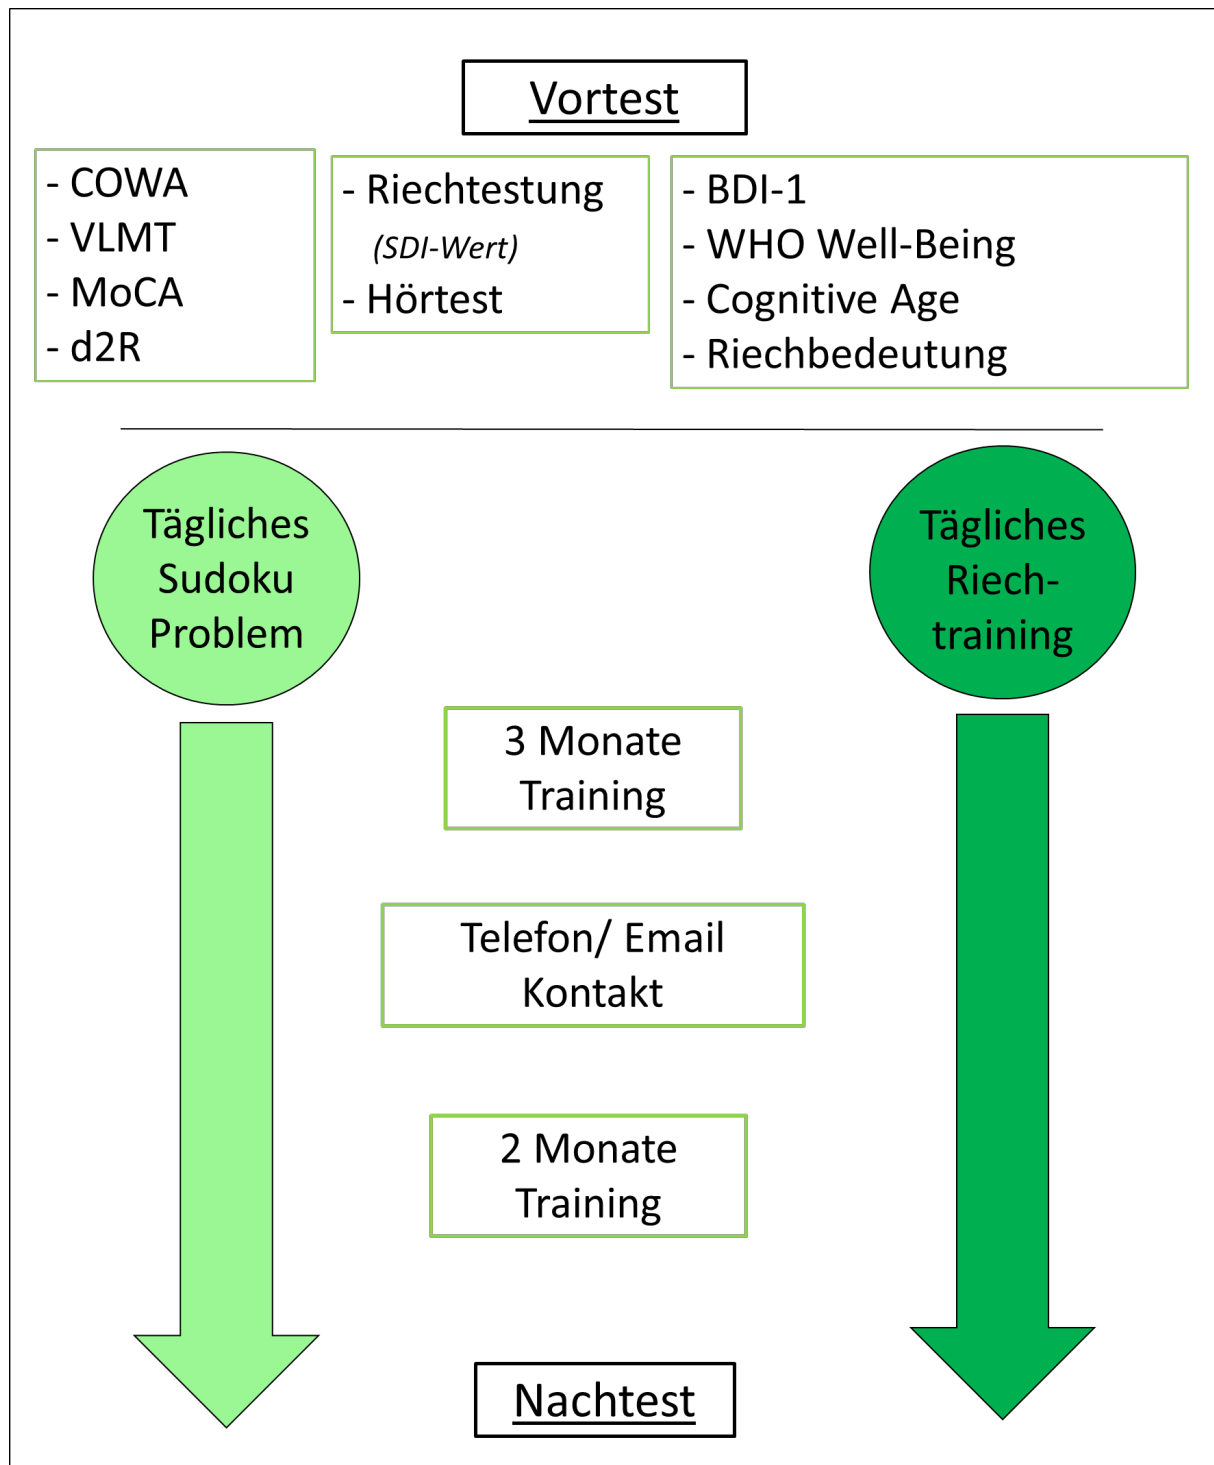 Vortest
- COWA
- VLMT
- MoCA
- d2R
- Riechtestung
(SDI-Wert)
- Hörtest
- BDI-1
- WHO Well-Being
- Cognitive Age
- Riechbedeutung
Tägliches
Sudoku
Problem
Tägliches
Riech-
training
3 Monate
Training
Telefon/ Email
Kontakt
2 Monate
Training
Nachtest